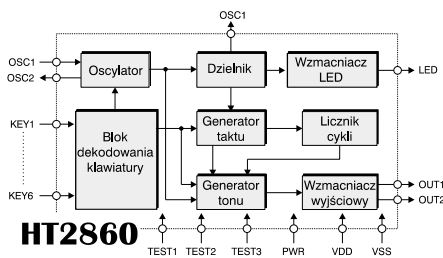 OSC1
OSC1
OSC2
Oscylator
Dzielnik
Wzmacniacz
LED
LED
KEY1
KEY6
Blok
dekodowania
klawiatury
Generator
taktu
Licznik
cykli
Generator
tonu
Wzmacniacz
wyjściowy
OUT1
OUT2
HT2860
TEST1
TEST2
TEST3
PWR
VDD
VSS